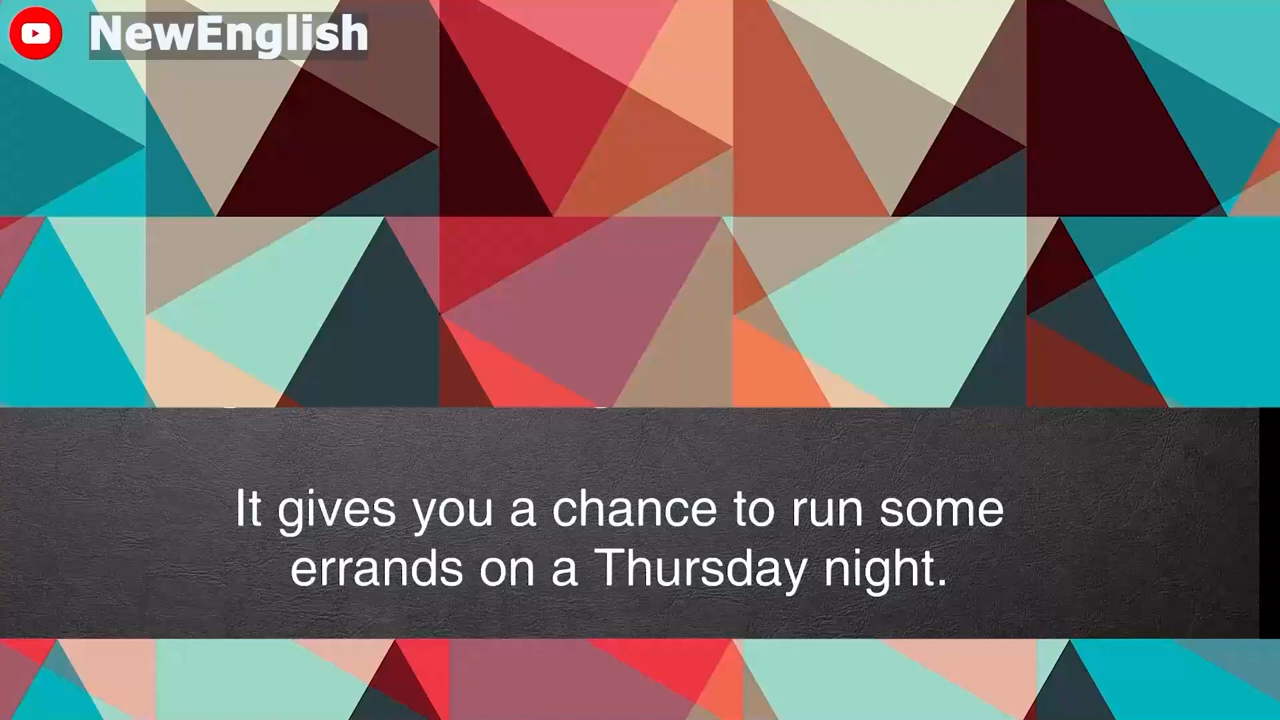 NewEnglish
It gives you a chance to run some
errands on a Thursday night.